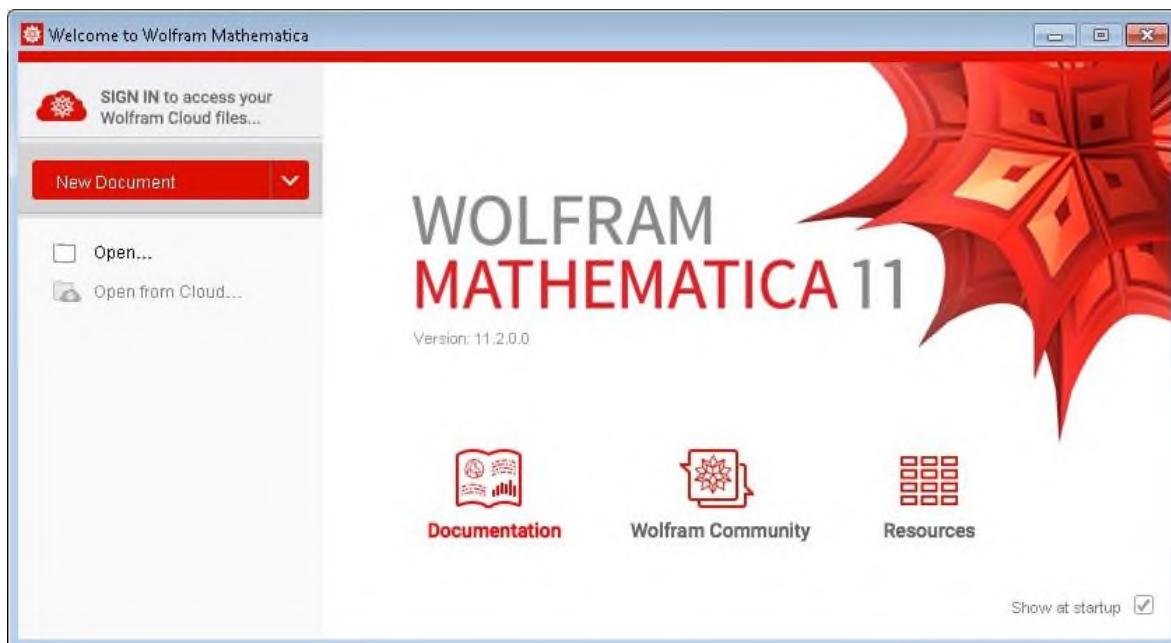 Welcome to Wolfram Mathematica
SIGN IN to access your
Wolfram Cloud files...
New Document
Open...
Open from Cloud...
WOLFRAM
MATHEMATICA 11
Version: 11.2.0.0
Documentation
Wolfram Community
Resources
Show at startup